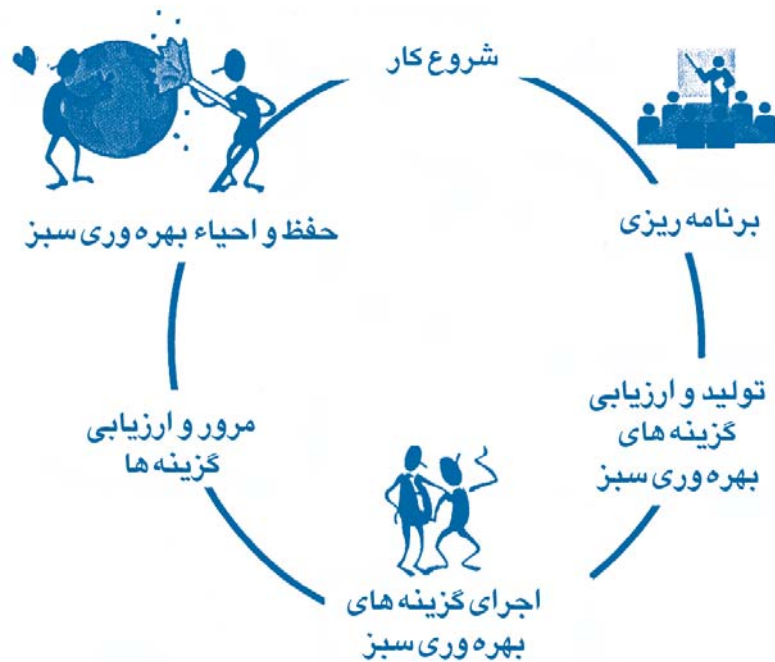 شروع کار
برنامه ریزی
تولید و ارزیابی
گزینه های
بهره وری سبز
اجرای گزینه های
بهره وری سبز
مرور و ارزیابی
گزینه ها
حفظ و احیاء بهره وری سبز